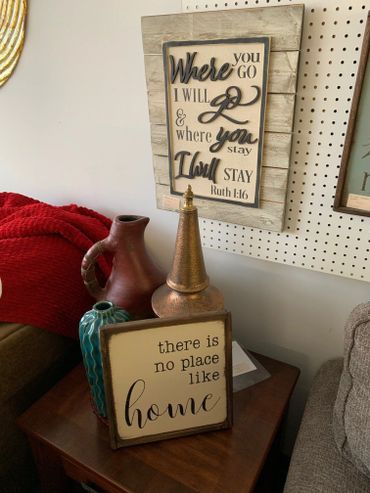 Where you
GO
I WILL go
&
where you
stay
I will STAY
Ruth 1:16
there is
no place
like
home